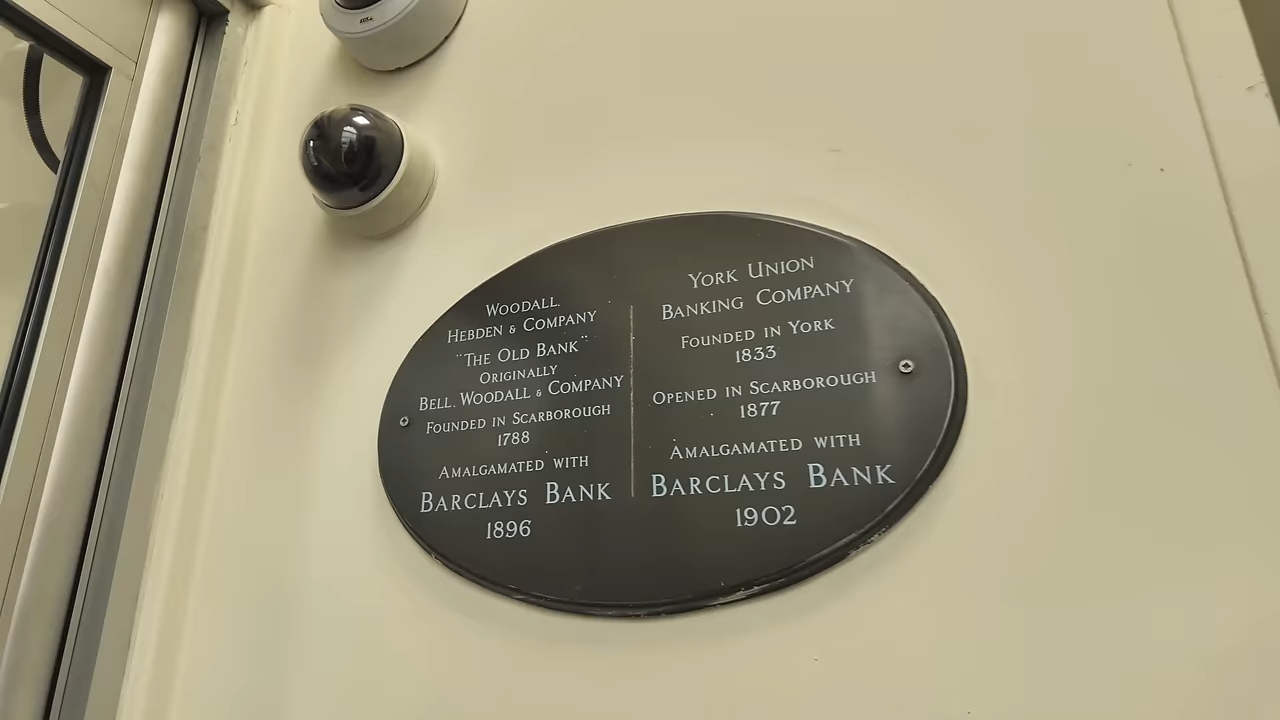 WOODALL
HEBDEN & COMPANY
"THE OLD BANK"
ORIGINALLY
BELL. WOODALL & COMPANY
FOUNDED IN SCARBOROUGH
1788
AMALGAMATED WITH
BARCLAYS BANK
1896
YORK UNION
BANKING COMPANY
FOUNDED IN YORK
1833
OPENED IN SCARBOROUGH
1877
AMALGAMATED WITH
BARCLAYS BANK
1902